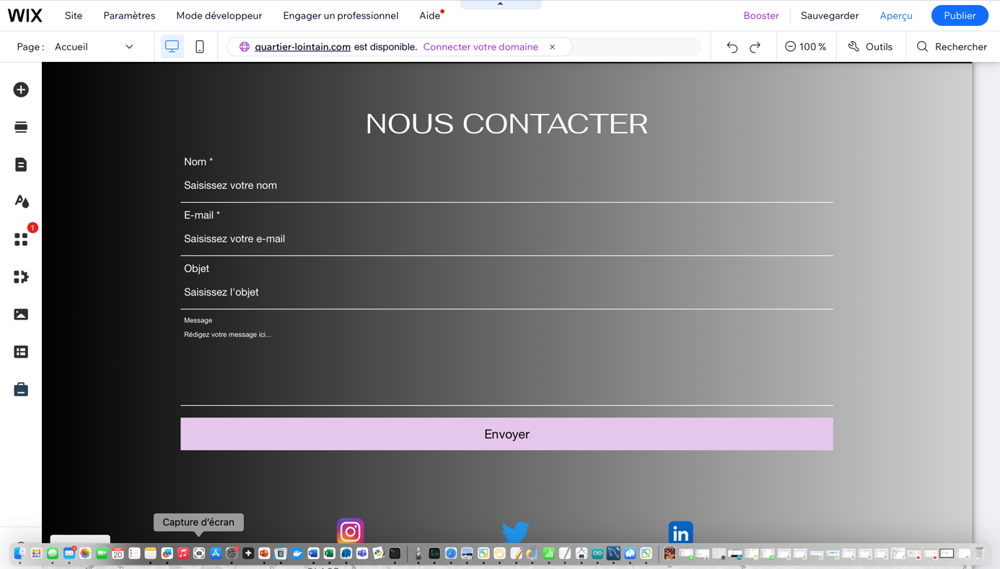 WIX Site Paramètres Mode développeur Engager un professionnel Aide Booster Sauvegarder Aperçu Publier
Page : Accueil quartier-lointain.com est disponible. Connecter votre domaine × 100 % Outils Rechercher
1
NOUS CONTACTER
Nom *
Saisissez votre nom
E-mail *
Saisissez votre e-mail
Objet
Saisissez l'objet
Message
Rédigez votre message ici...
Envoyer
Capture d'écran
in
20